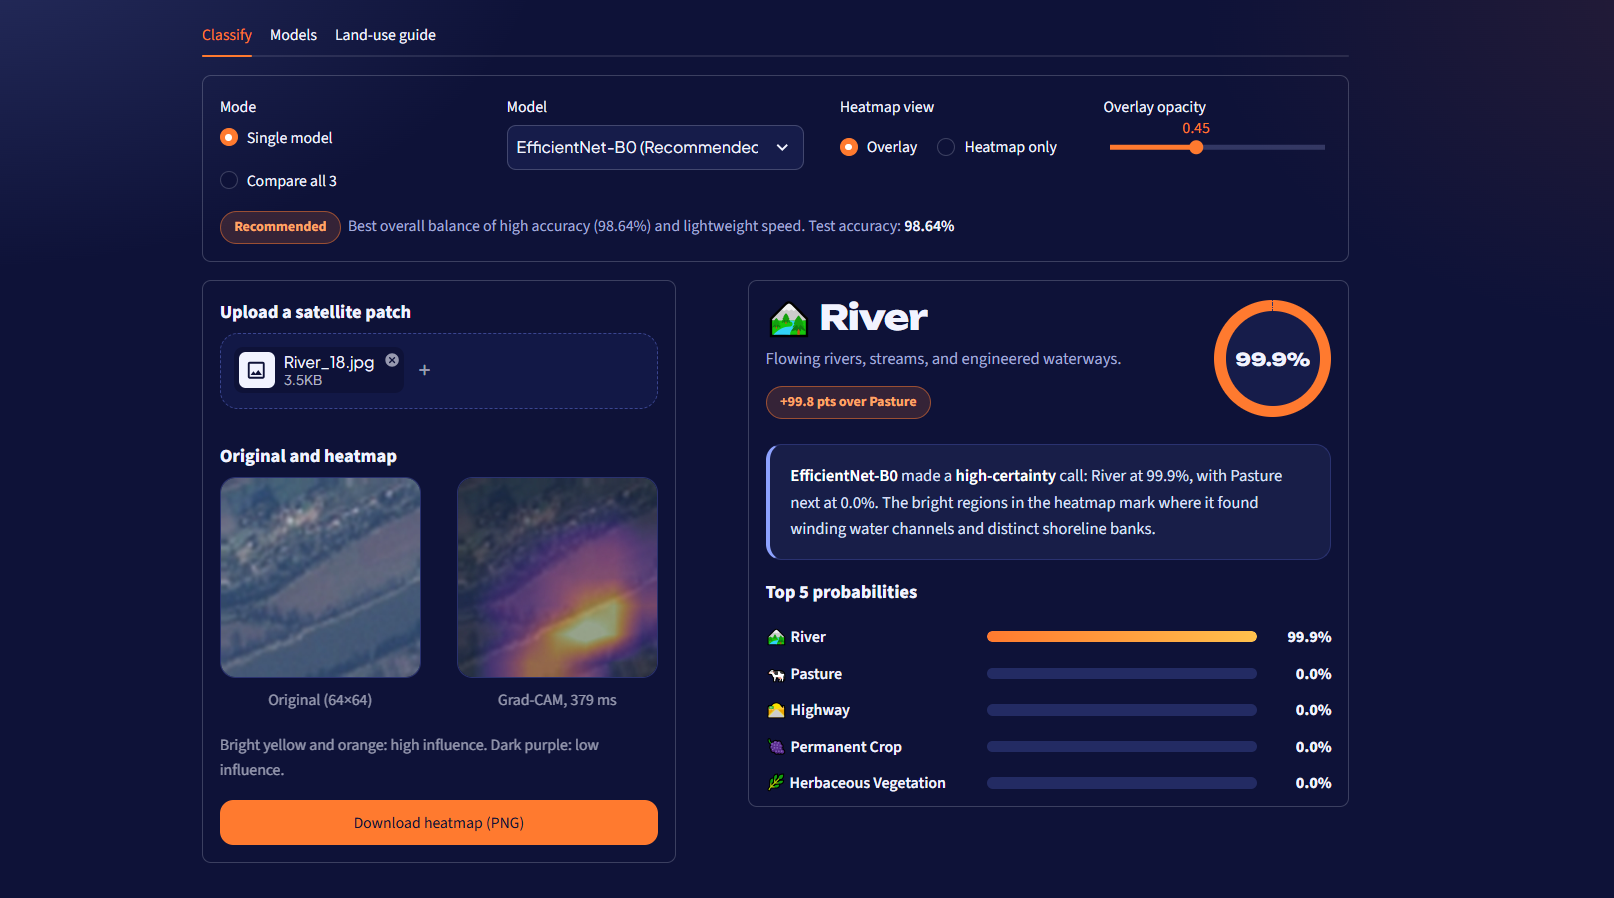 Classify Models Land-use guide
Mode
Single model
Compare all 3
Model
EfficientNet-B0 (Recommended
Heatmap view
Overlay Heatmap only
Overlay opacity
0.45
Recommended Best overall balance of high accuracy (98.64%) and lightweight speed. Test accuracy: 98.64%
Upload a satellite patch
River_18.jpg
3.5KB
Original and heatmap
Original (64×64)
Grad-CAM, 379 ms
Bright yellow and orange: high influence. Dark purple: low
influence.
Download heatmap (PNG)
River
Flowing rivers, streams, and engineered waterways.
+99.8 pts over Pasture
99.9%
EfficientNet-B0 made a high-certainty call: River at 99.9%, with Pasture
next at 0.0%. The bright regions in the heatmap mark where it found
winding water channels and distinct shoreline banks.
Top 5 probabilities
River 99.9%
Pasture 0.0%
Highway 0.0%
Permanent Crop 0.0%
Herbaceous Vegetation 0.0%